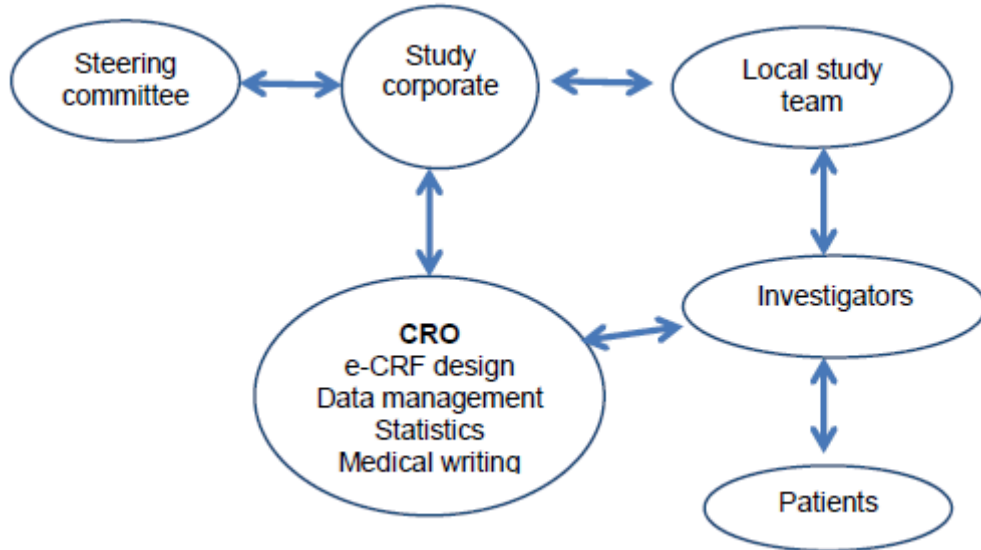 Steering
committee
Study
corporate
Local study
team
CRO
e-CRF design
Data management
Statistics
Medical writing
Investigators
Patients